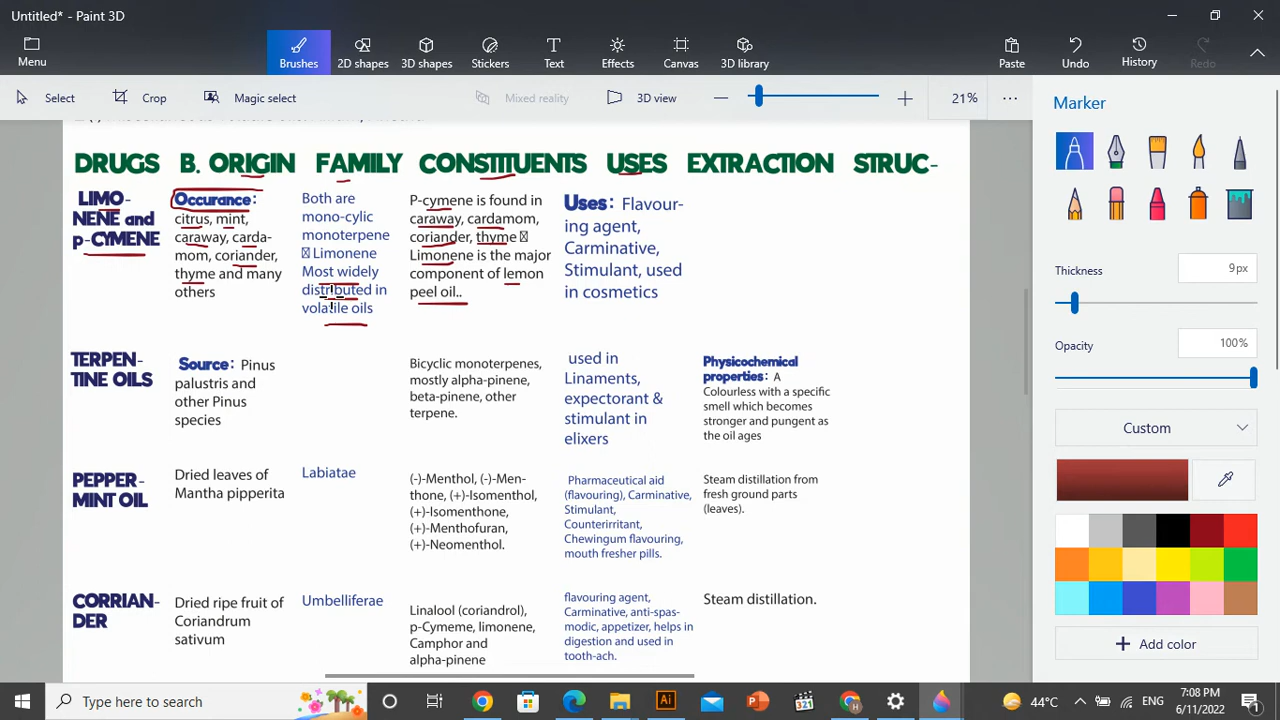 Untitled* - Paint 3D
Menu
Brushes
2D shapes
3D shapes
Stickers
Text
Effects
Canvas
3D library
Paste
Undo
History
Redo
Select
Crop
Magic select
Mixed reality
3D view
21%
Marker
DRUGS B. ORIGIN FAMILY CONSTITUENTS USES EXTRACTION STRUC-
LIMO-
NENE and
p-CYMENE
Occurance:
citrus, mint,
caraway, carda-
mom, coriander,
thyme and many
others
Both are
mono-cylic
monoterpene
Limonene
Most widely
distributed in
volatile oils
P-cymene is found in
caraway, cardamom,
coriander, thyme
Limonene is the major
component of lemon
peel oil..
Uses: Flavour-
ing agent,
Carminative,
Stimulant, used
in cosmetics
TERPEN-
TINE OILS
Source: Pinus
palustris and
other Pinus
species
Bicyclic monoterpenes,
mostly alpha-pinene,
beta-pinene, other
terpene.
used in
Linaments,
expectorant &
stimulant in
elixers
Physicochemical
properties: A
Colourless with a specific
smell which becomes
stronger and pungent as
the oil ages
PEPPER-
MINT OIL
Dried leaves of
Mantha pipperita
Labiatae
(-)-Menthol, (-)-Men-
thone, (+)-Isomenthol,
(+)-Isomenthone,
(+)-Menthofuran,
(+)-Neomenthol.
Pharmaceutical aid
(flavouring), Carminative,
Stimulant,
Counterirritant,
Chewingum flavouring,
mouth fresher pills.
Steam distillation from
fresh ground parts
(leaves).
CORRIAN-
DER
Dried ripe fruit of
Coriandrum
sativum
Umbelliferae
Linalool (coriandrol),
p-Cymeme, limonene,
Camphor and
alpha-pinene
flavouring agent,
Carminative, anti-spas-
modic, appetizer, helps in
digestion and used in
tooth-ach.
Steam distillation.
Thickness
9px
Opacity
100%
Custom
Add color
Type here to search
Ai
321
44°C
ENG
7:08 PM
6/11/2022
1